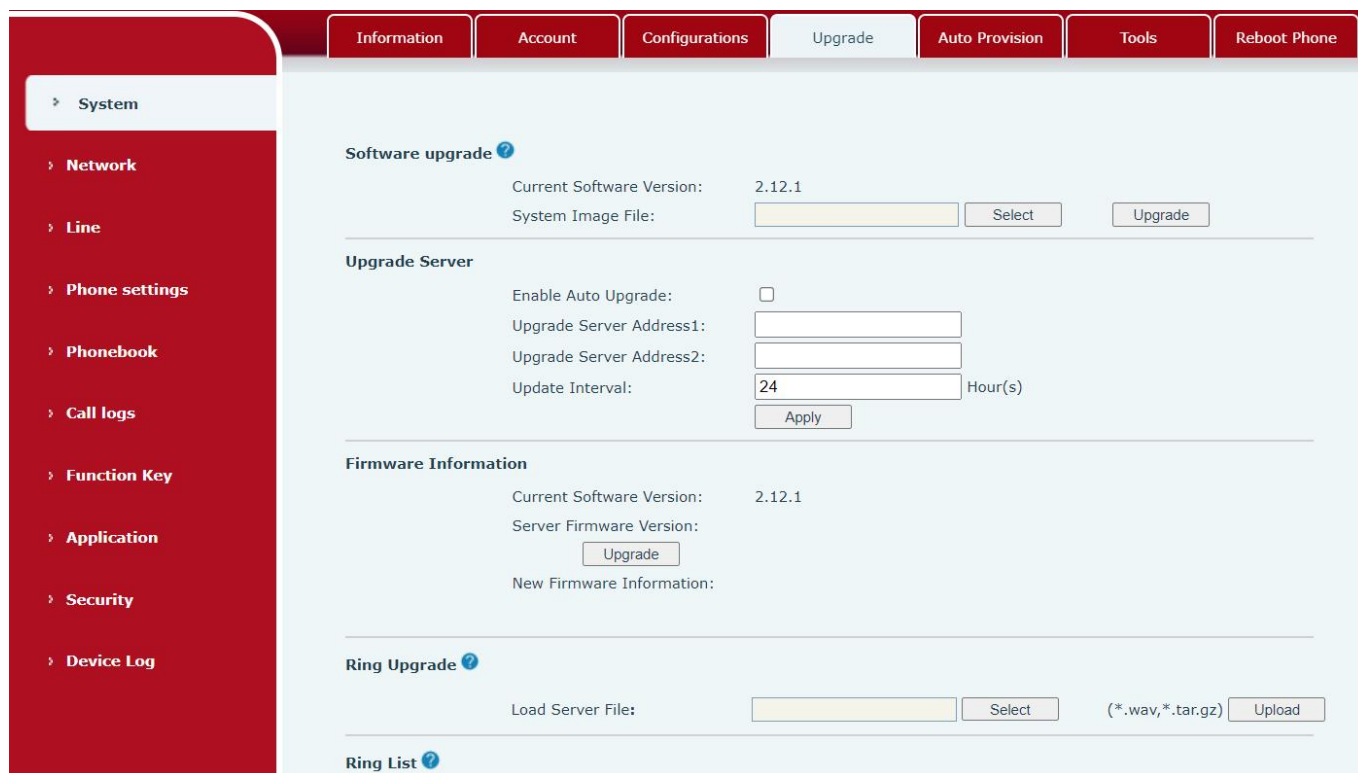 Information Account Configurations Upgrade Auto Provision Tools Reboot Phone
System
Network
Line
Phone settings
Phonebook
Call logs
Function Key
Application
Security
Device Log
Software upgrade ?
Current Software Version: 2.12.1
System Image File: Select Upgrade
Upgrade Server
Enable Auto Upgrade:
Upgrade Server Address1:
Upgrade Server Address2:
Update Interval: 24 Hour(s)
Apply
Firmware Information
Current Software Version: 2.12.1
Server Firmware Version:
Upgrade
New Firmware Information:
Ring Upgrade ?
Load Server File: Select (*.wav,*.tar.gz) Upload
Ring List ?